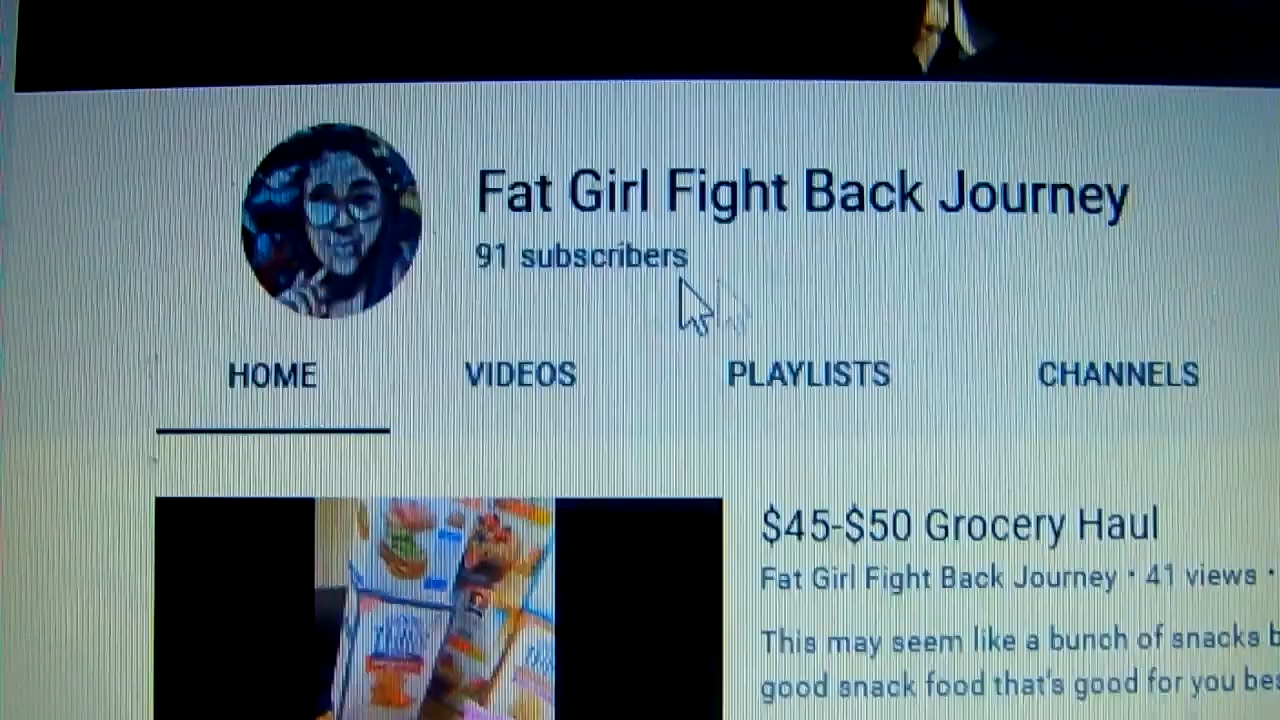 Fat Girl Fight Back Journey
91 subscribers
HOME VIDEOS PLAYLISTS CHANNELS
$45-$50 Grocery Haul
Fat Girl Fight Back Journey · 41 views ·
This may seem like a bunch of snacks b
good snack food that's good for you bes